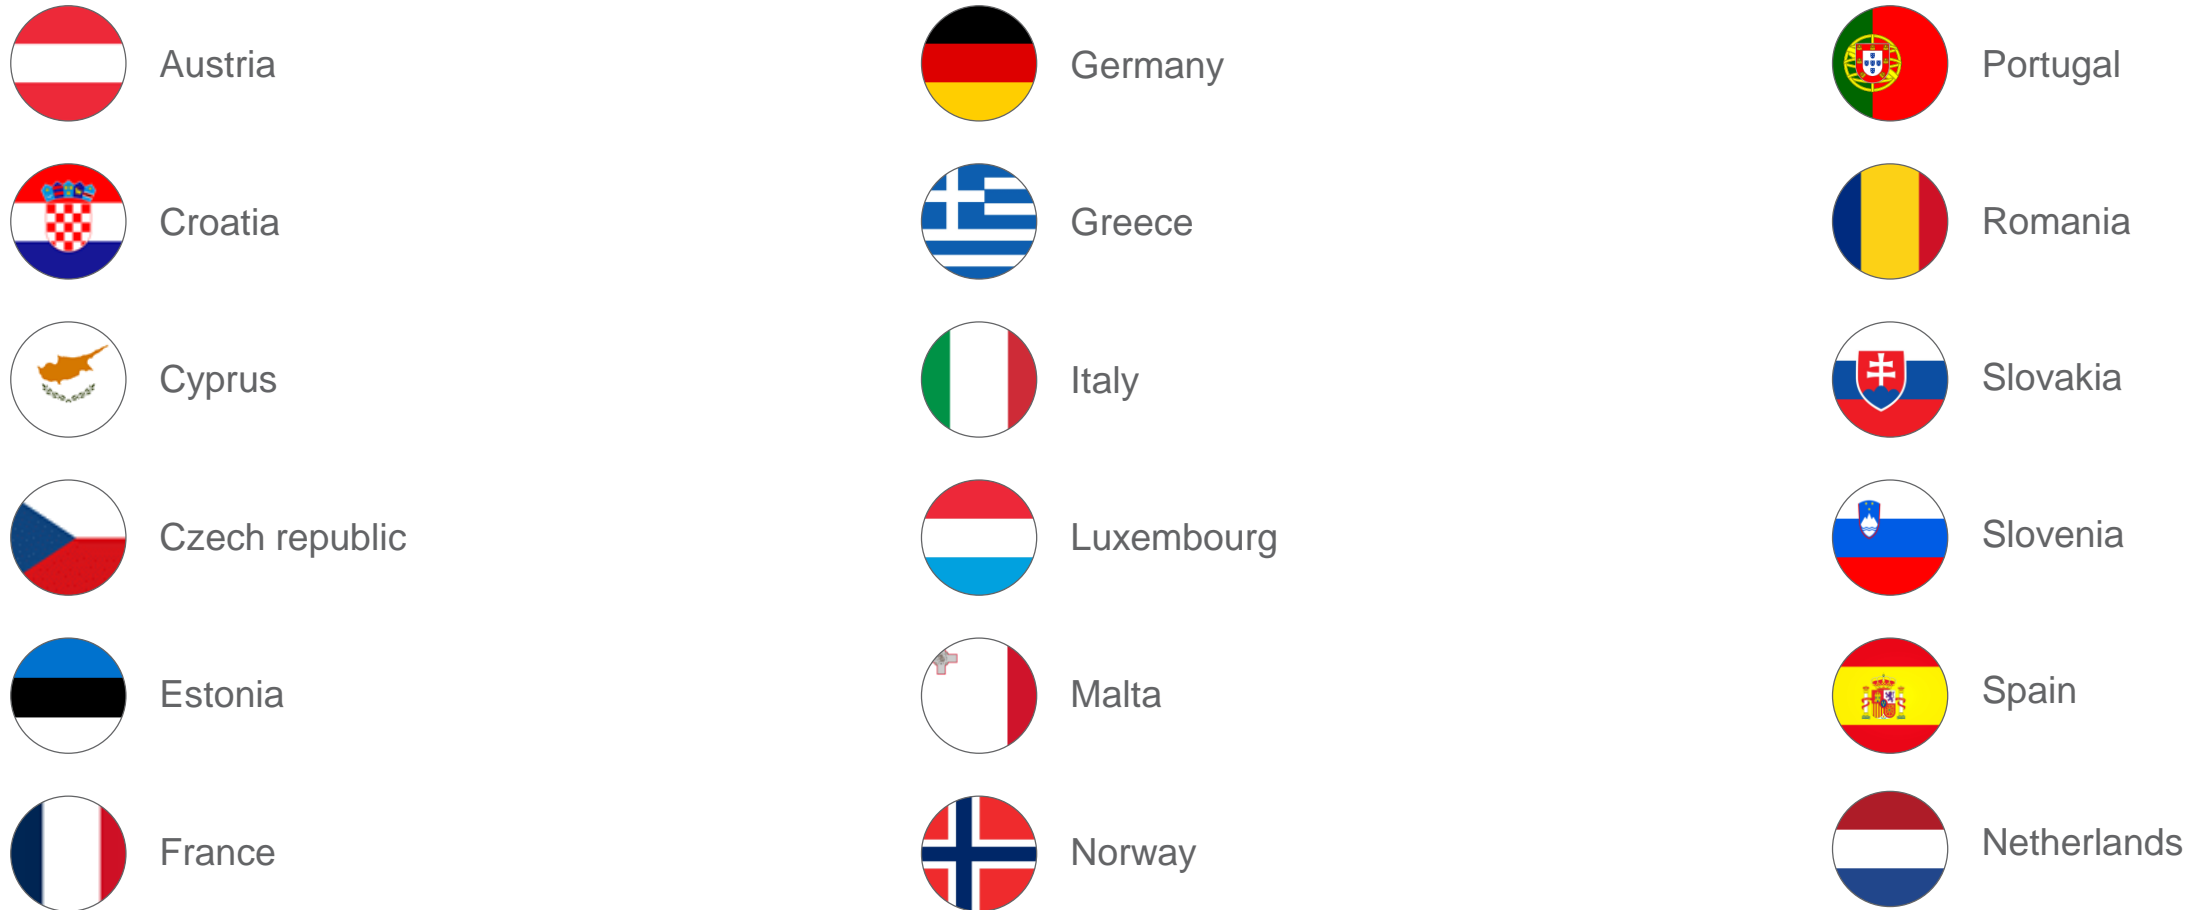 Austria
Croatia
Cyprus
Czech republic
Estonia
France
Germany
Greece
Italy
Luxembourg
Malta
Norway
Portugal
Romania
Slovakia
Slovenia
Spain
Netherlands